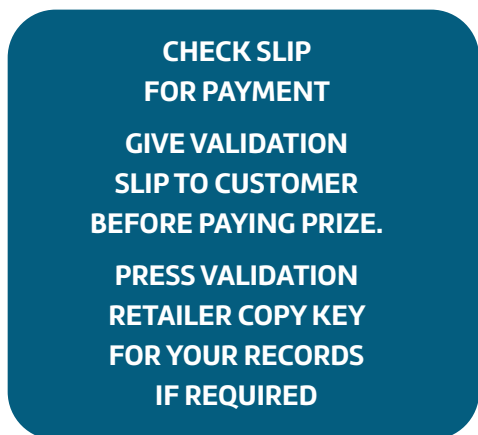 CHECK SLIP
FOR PAYMENT
GIVE VALIDATION
SLIP TO CUSTOMER
BEFORE PAYING PRIZE.
PRESS VALIDATION
RETAILER COPY KEY
FOR YOUR RECORDS
IF REQUIRED